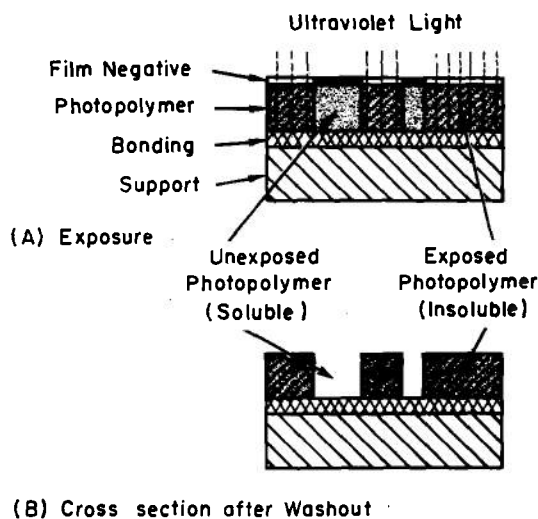 Ultraviolet Light
Film Negative
Photopolymer
Bonding
Support
(A) Exposure
Unexposed
Photopolymer
(Soluble)
Exposed
Photopolymer
(Insoluble)
(B) Cross section after Washout